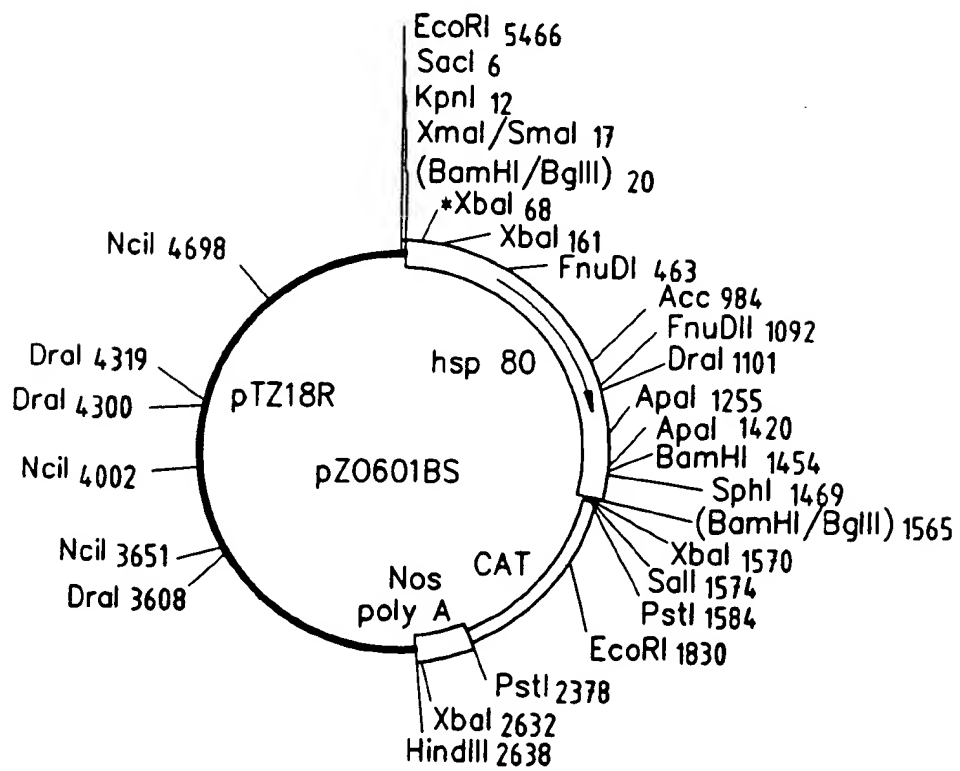 EcoRI 5466
SacI 6
KpnI 12
XmaI/SmaI 17
(BamHI/BglII) 20
*XbaI 68
XbaI 161
FnuDI 463
Acc 984
FnuDII 1092
DraI 1101
ApaI 1255
ApaI 1420
BamHI 1454
SphI 1469
(BamHI/BglII) 1565
XbaI 1570
SalI 1574
PstI 1584
EcoRI 1830
PstI 2378
XbaI 2632
HindIII 2638
DraI 3608
NciI 3651
NciI 4002
DraI 4300
DraI 4319
NciI 4698
pTZ18R
hsp 80
pZO601BS
CAT
Nos
poly A